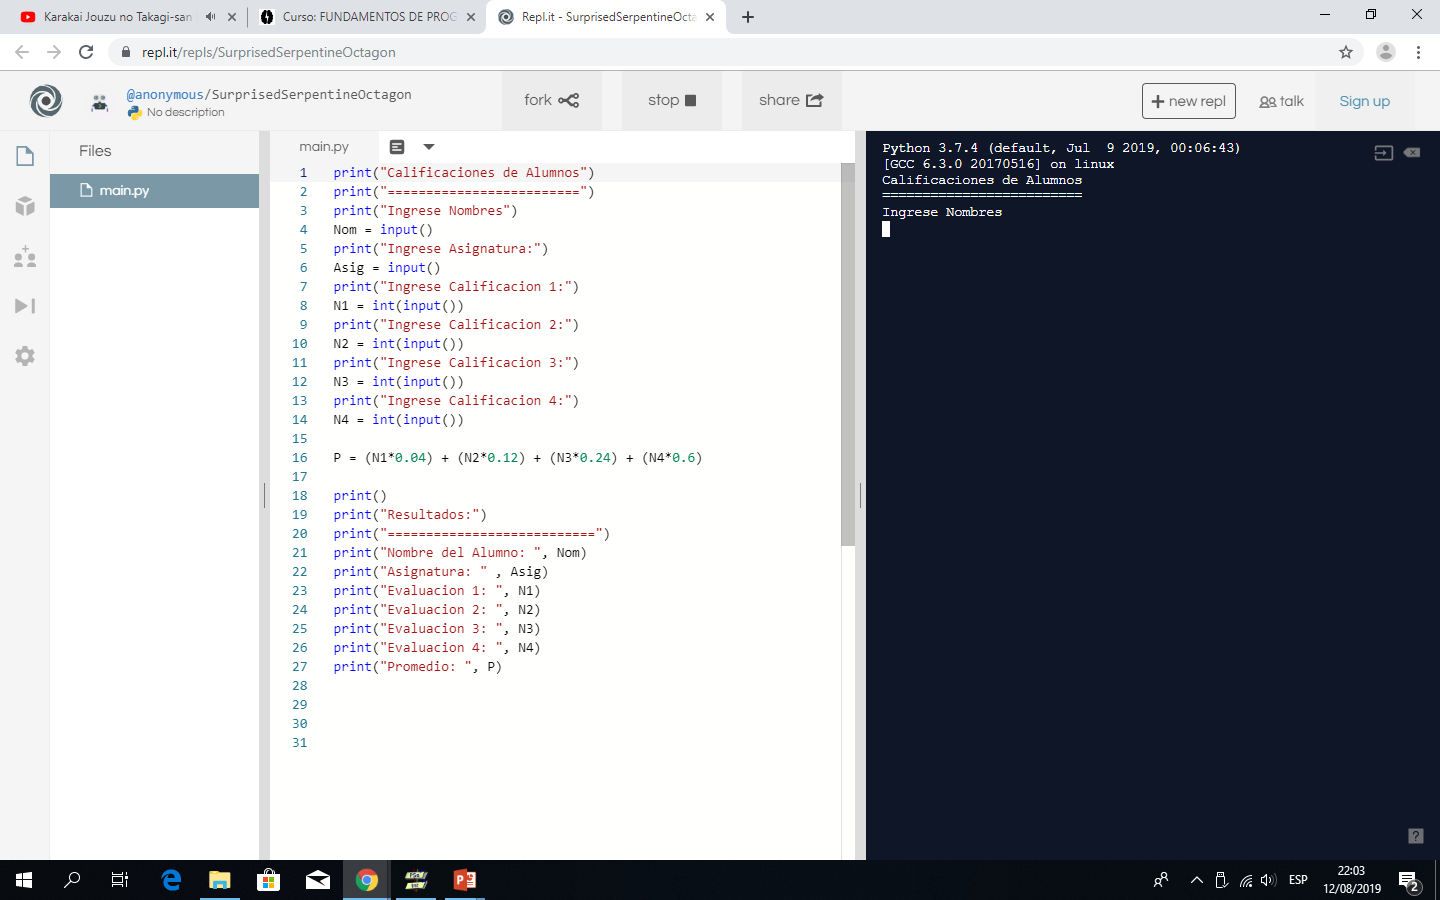 Karakai Jouzu no Takagi-san
Curso: FUNDAMENTOS DE PROG
Repl.it - SurprisedSerpentineOcta
repl.it/repls/SurprisedSerpentineOctagon
@anonymous/SurprisedSerpentineOctagon
No description
fork
stop
share
+ new repl
talk
Sign up
Files
main.py
main.py
1 print("Calificaciones de Alumnos")
2 print("=========================")
3 print("Ingrese Nombres")
4 Nom = input()
5 print("Ingrese Asignatura:")
6 Asig = input()
7 print("Ingrese Calificacion 1:")
8 N1 = int(input())
9 print("Ingrese Calificacion 2:")
10 N2 = int(input())
11 print("Ingrese Calificacion 3:")
12 N3 = int(input())
13 print("Ingrese Calificacion 4:")
14 N4 = int(input())
15
16 P = (N1*0.04) + (N2*0.12) + (N3*0.24) + (N4*0.6)
17
18 print()
19 print("Resultados:")
20 print("===========================")
21 print("Nombre del Alumno: ", Nom)
22 print("Asignatura: " , Asig)
23 print("Evaluacion 1: ", N1)
24 print("Evaluacion 2: ", N2)
25 print("Evaluacion 3: ", N3)
26 print("Evaluacion 4: ", N4)
27 print("Promedio: ", P)
28
29
30
31
Python 3.7.4 (default, Jul  9 2019, 00:06:43)
[GCC 6.3.0 20170516] on linux
Calificaciones de Alumnos
=========================
Ingrese Nombres
?
ESP
22:03
12/08/2019
2